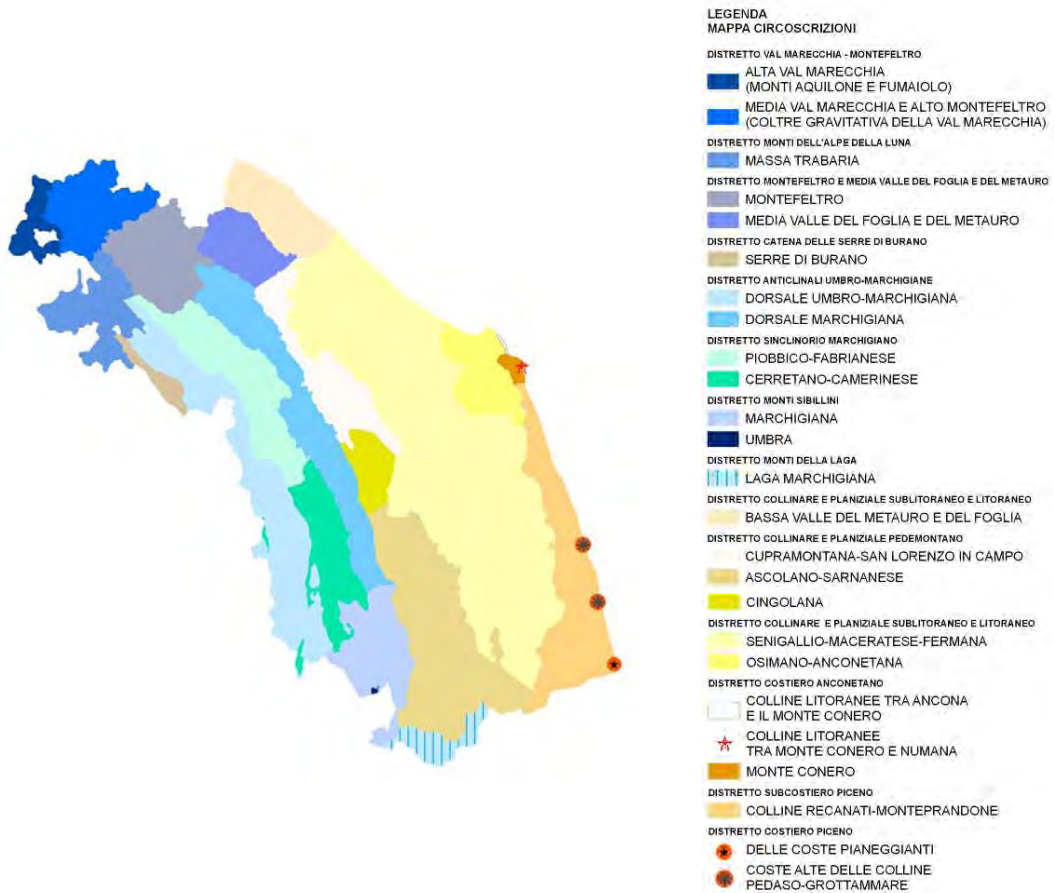 LEGENDA
MAPPA CIRCOSCRIZIONI
DISTRETTO VAL MARECCHIA - MONTEFELTRO
ALTA VAL MARECCHIA
(MONTI AQUILONE E FUMAIOLO)
MEDIA VAL MARECCHIA E ALTO MONTEFELTRO
(COLTRE GRAVITATIVA DELLA VAL MARECCHIA)
DISTRETTO MONTI DELL'ALPE DELLA LUNA
MASSA TRABARIA
DISTRETTO MONTEFELTRO E MEDIA VALLE DEL FOGLIA E DEL METAURO
MONTEFELTRO
MEDIA VALLE DEL FOGLIA E DEL METAURO
DISTRETTO CATENA DELLE SERRE DI BURANO
SERRE DI BURANO
DISTRETTO ANTICLINALI UMBRO-MARCHIGIANE
DORSALE UMBRO-MARCHIGIANA
DORSALE MARCHIGIANA
DISTRETTO SINCLINORIO MARCHIGIANO
PIOBBICO-FABRIANESE
CERRETANO-CAMERINESE
DISTRETTO MONTI SIBILLINI
MARCHIGIANA
UMBRA
DISTRETTO MONTI DELLA LAGA
LAGA MARCHIGIANA
DISTRETTO COLLINARE E PLANIZIALE SUBLITORANEO E LITORANEO
BASSA VALLE DEL METAURO E DEL FOGLIA
DISTRETTO COLLINARE E PLANIZIALE PEDEMONTANO
CUPRAMONTANA-SAN LORENZO IN CAMPO
ASCOLANO-SARNANESE
CINGOLANA
DISTRETTO COLLINARE E PLANIZIALE SUBLITORANEO E LITORANEO
SENIGALLIO-MACERATESE-FERMANA
OSIMANO-ANCONETANA
DISTRETTO COSTIERO ANCONETANO
COLLINE LITORANEE TRA ANCONA
E IL MONTE CONERO
COLLINE LITORANEE
TRA MONTE CONERO E NUMANA
MONTE CONERO
DISTRETTO SUBCOSTIERO PICENO
COLLINE RECANATI-MONTEPRANDONE
DISTRETTO COSTIERO PICENO
DELLE COSTE PIANEGGIANTI
COSTE ALTE DELLE COLLINE
PEDASO-GROTTAMMARE